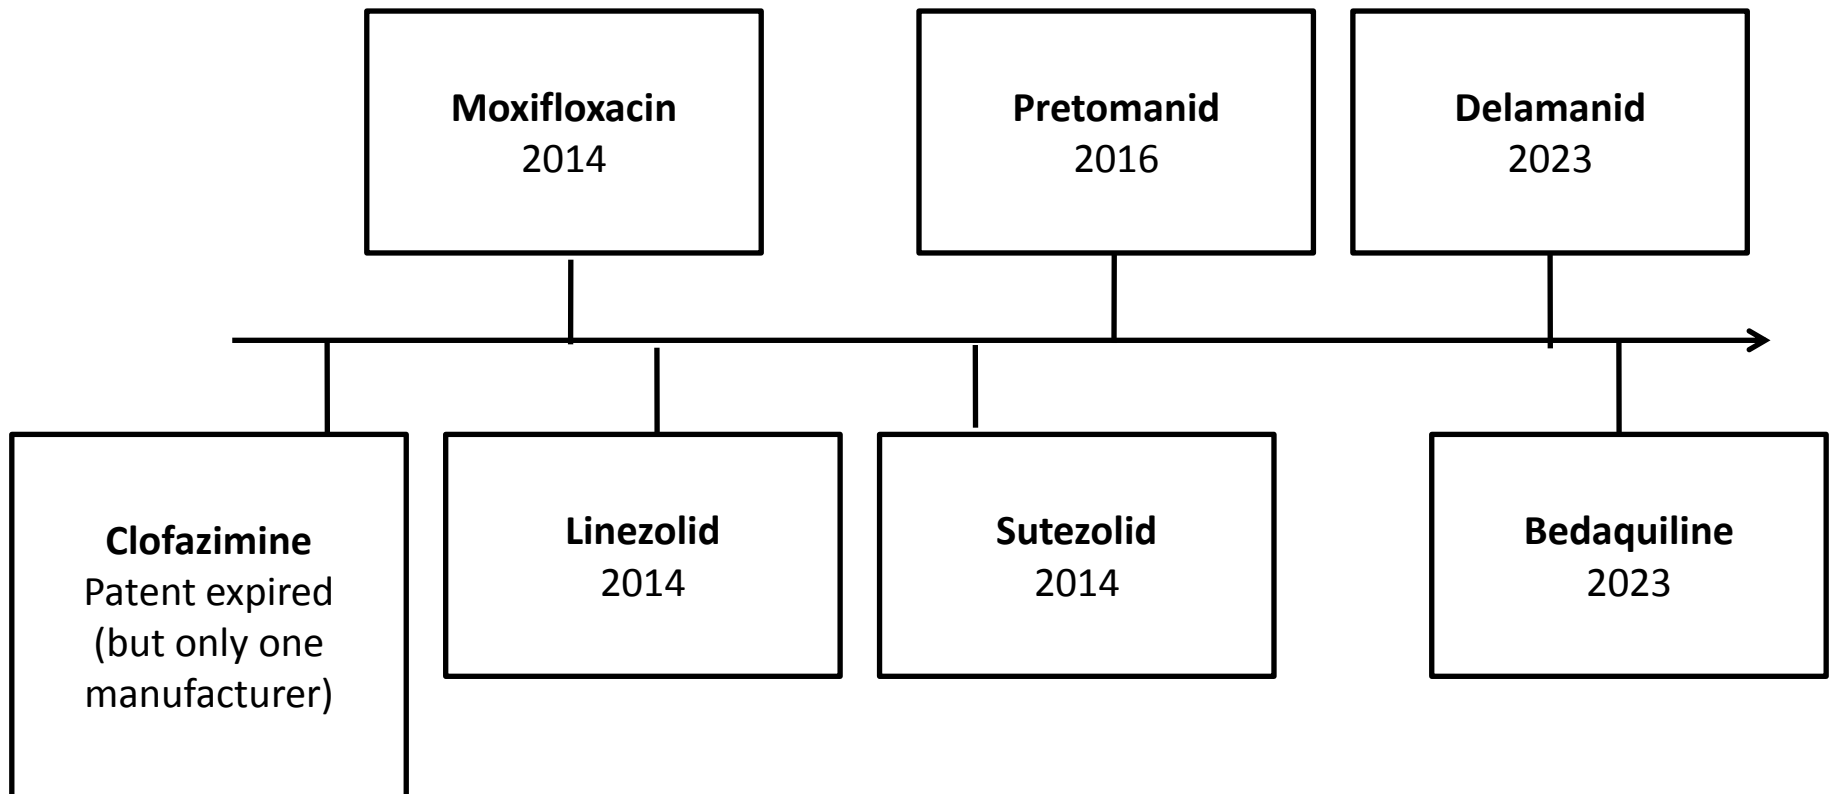 Moxifloxacin
2014
Pretomanid
2016
Delamanid
2023
Clofazimine
Patent expired
(but only one
manufacturer)
Linezolid
2014
Sutezolid
2014
Bedaquiline
2023